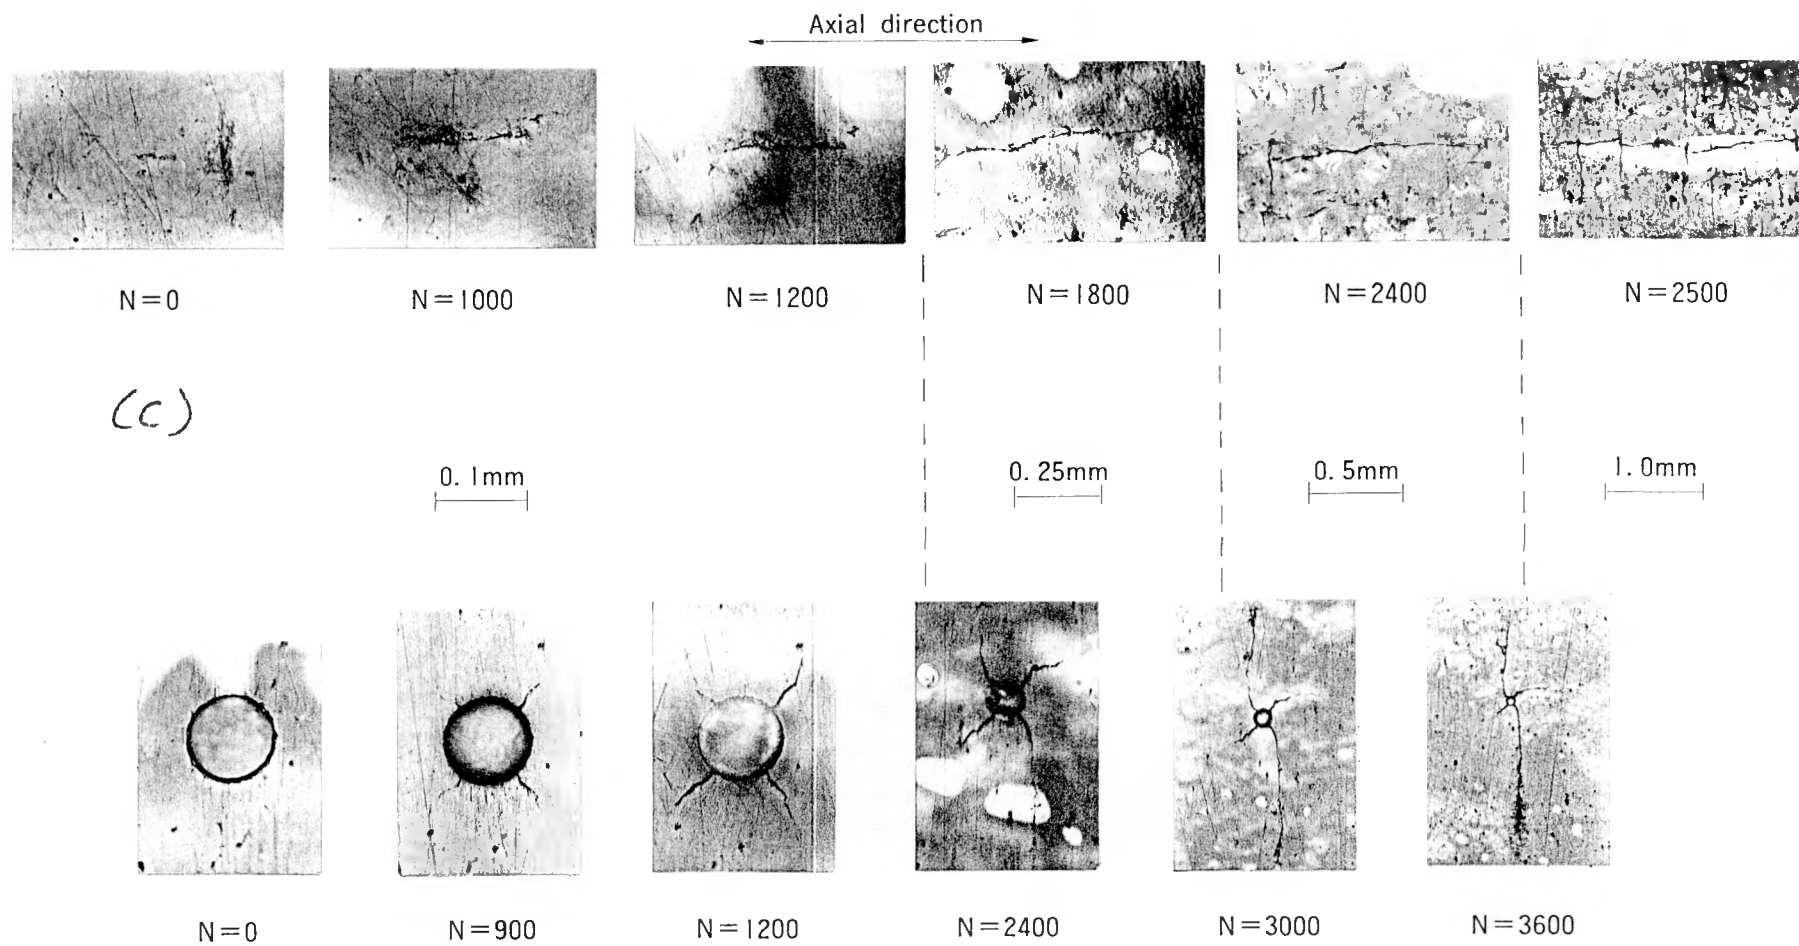 Axial direction
N=0
N=1000
N=1200
N=1800
N=2400
N=2500
(c)
0.1mm
0.25mm
0.5mm
1.0mm
N=0
N=900
N=1200
N=2400
N=3000
N=3600